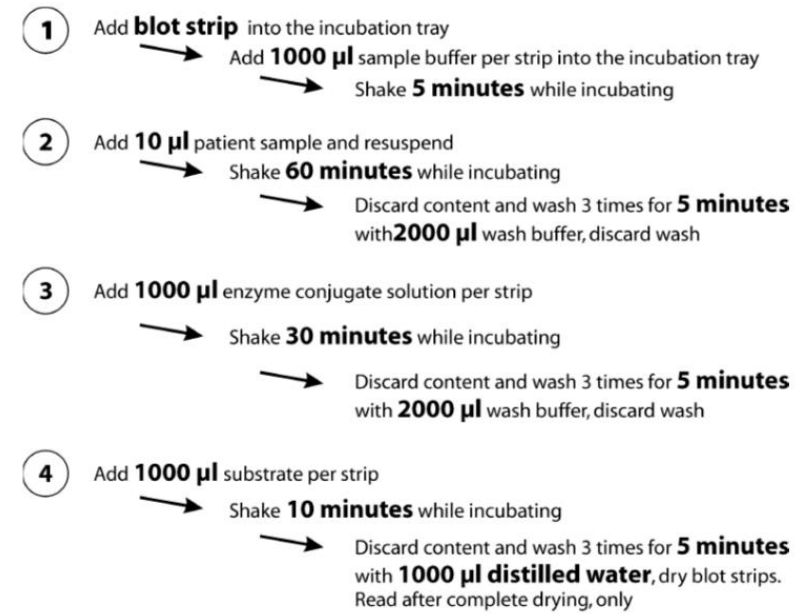 1 Add blot strip into the incubation tray
Add 1000 µl sample buffer per strip into the incubation tray
Shake 5 minutes while incubating
2 Add 10 µl patient sample and resuspend
Shake 60 minutes while incubating
Discard content and wash 3 times for 5 minutes
with2000 µl wash buffer, discard wash
3 Add 1000 µl enzyme conjugate solution per strip
Shake 30 minutes while incubating
Discard content and wash 3 times for 5 minutes
with 2000 µl wash buffer, discard wash
4 Add 1000 µl substrate per strip
Shake 10 minutes while incubating
Discard content and wash 3 times for 5 minutes
with 1000 µl distilled water, dry blot strips.
Read after complete drying, only